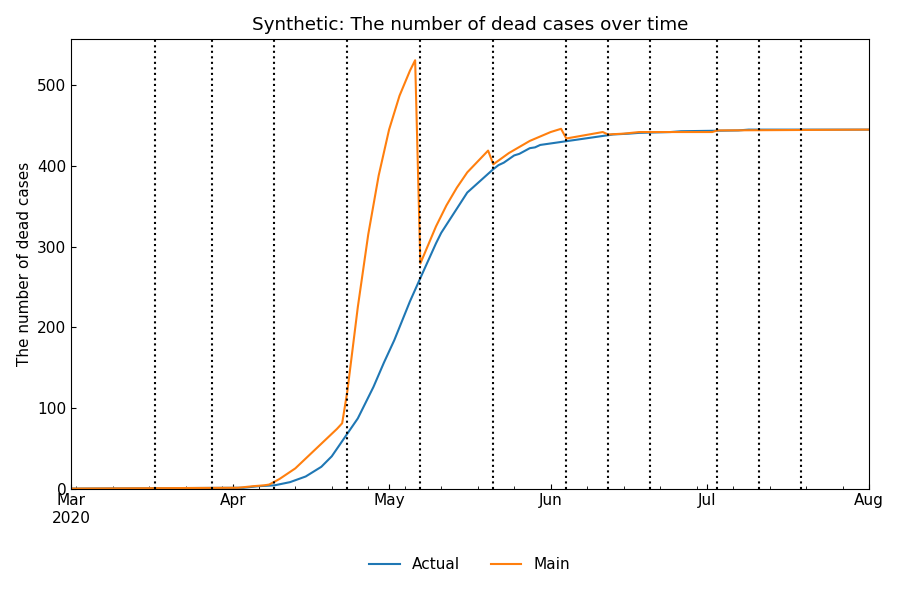 Synthetic: The number of dead cases over time
The number of dead cases
500
400
300
200
100
0
Mar Apr May Jun Jul Aug
2020
Actual Main